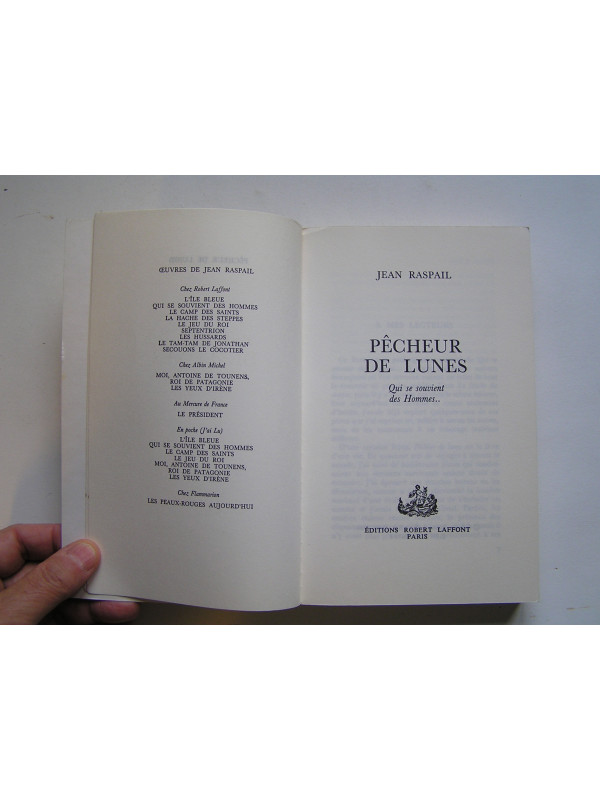 ŒUVRES DE JEAN RASPAIL
Chez Robert Laffont
L'ÎLE BLEUE
QUI SE SOUVIENT DES HOMMES
LE CAMP DES SAINTS
LA HACHE DES STEPPES
LE JEU DU ROI
SEPTENTRION
LES HUSSARDS
LE TAM-TAM DE JONATHAN
SECOUONS LE COCOTIER
Chez Albin Michel
MOI, ANTOINE DE TOUNENS,
ROI DE PATAGONIE
LES YEUX D'IRÈNE
Au Mercure de France
LE PRÉSIDENT
En poche (J'ai Lu)
L'ÎLE BLEUE
QUI SE SOUVIENT DES HOMMES
LE CAMP DES SAINTS
LE JEU DU ROI
MOI, ANTOINE DE TOUNENS,
ROI DE PATAGONIE
LES YEUX D'IRÈNE
Chez Flammarion
LES PEAUX-ROUGES AUJOURD'HUI
JEAN RASPAIL
PÊCHEUR
DE LUNES
Qui se souvient
des Hommes..
ÉDITIONS ROBERT LAFFONT
PARIS